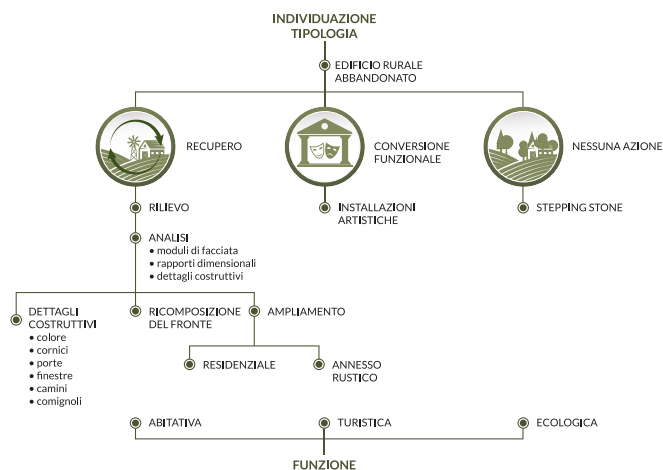 INDIVIDUAZIONE
TIPOLOGIA
EDIFICIO RURALE
ABBANDONATO
RECUPERO
CONVERSIONE
FUNZIONALE
NESSUNA AZIONE
RILIEVO
INSTALLAZIONI
ARTISTICHE
STEPPING STONE
ANALISI
• moduli di facciata
• rapporti dimensionali
• dettagli costruttivi
DETTAGLI
COSTRUTTIVI
• colore
• cornici
• porte
• finestre
• camini
• comignoli
RICOMPOSIZIONE
DEL FRONTE
AMPLIAMENTO
RESIDENZIALE
ANNESSO
RUSTICO
ABITATIVA
TURISTICA
ECOLOGICA
FUNZIONE